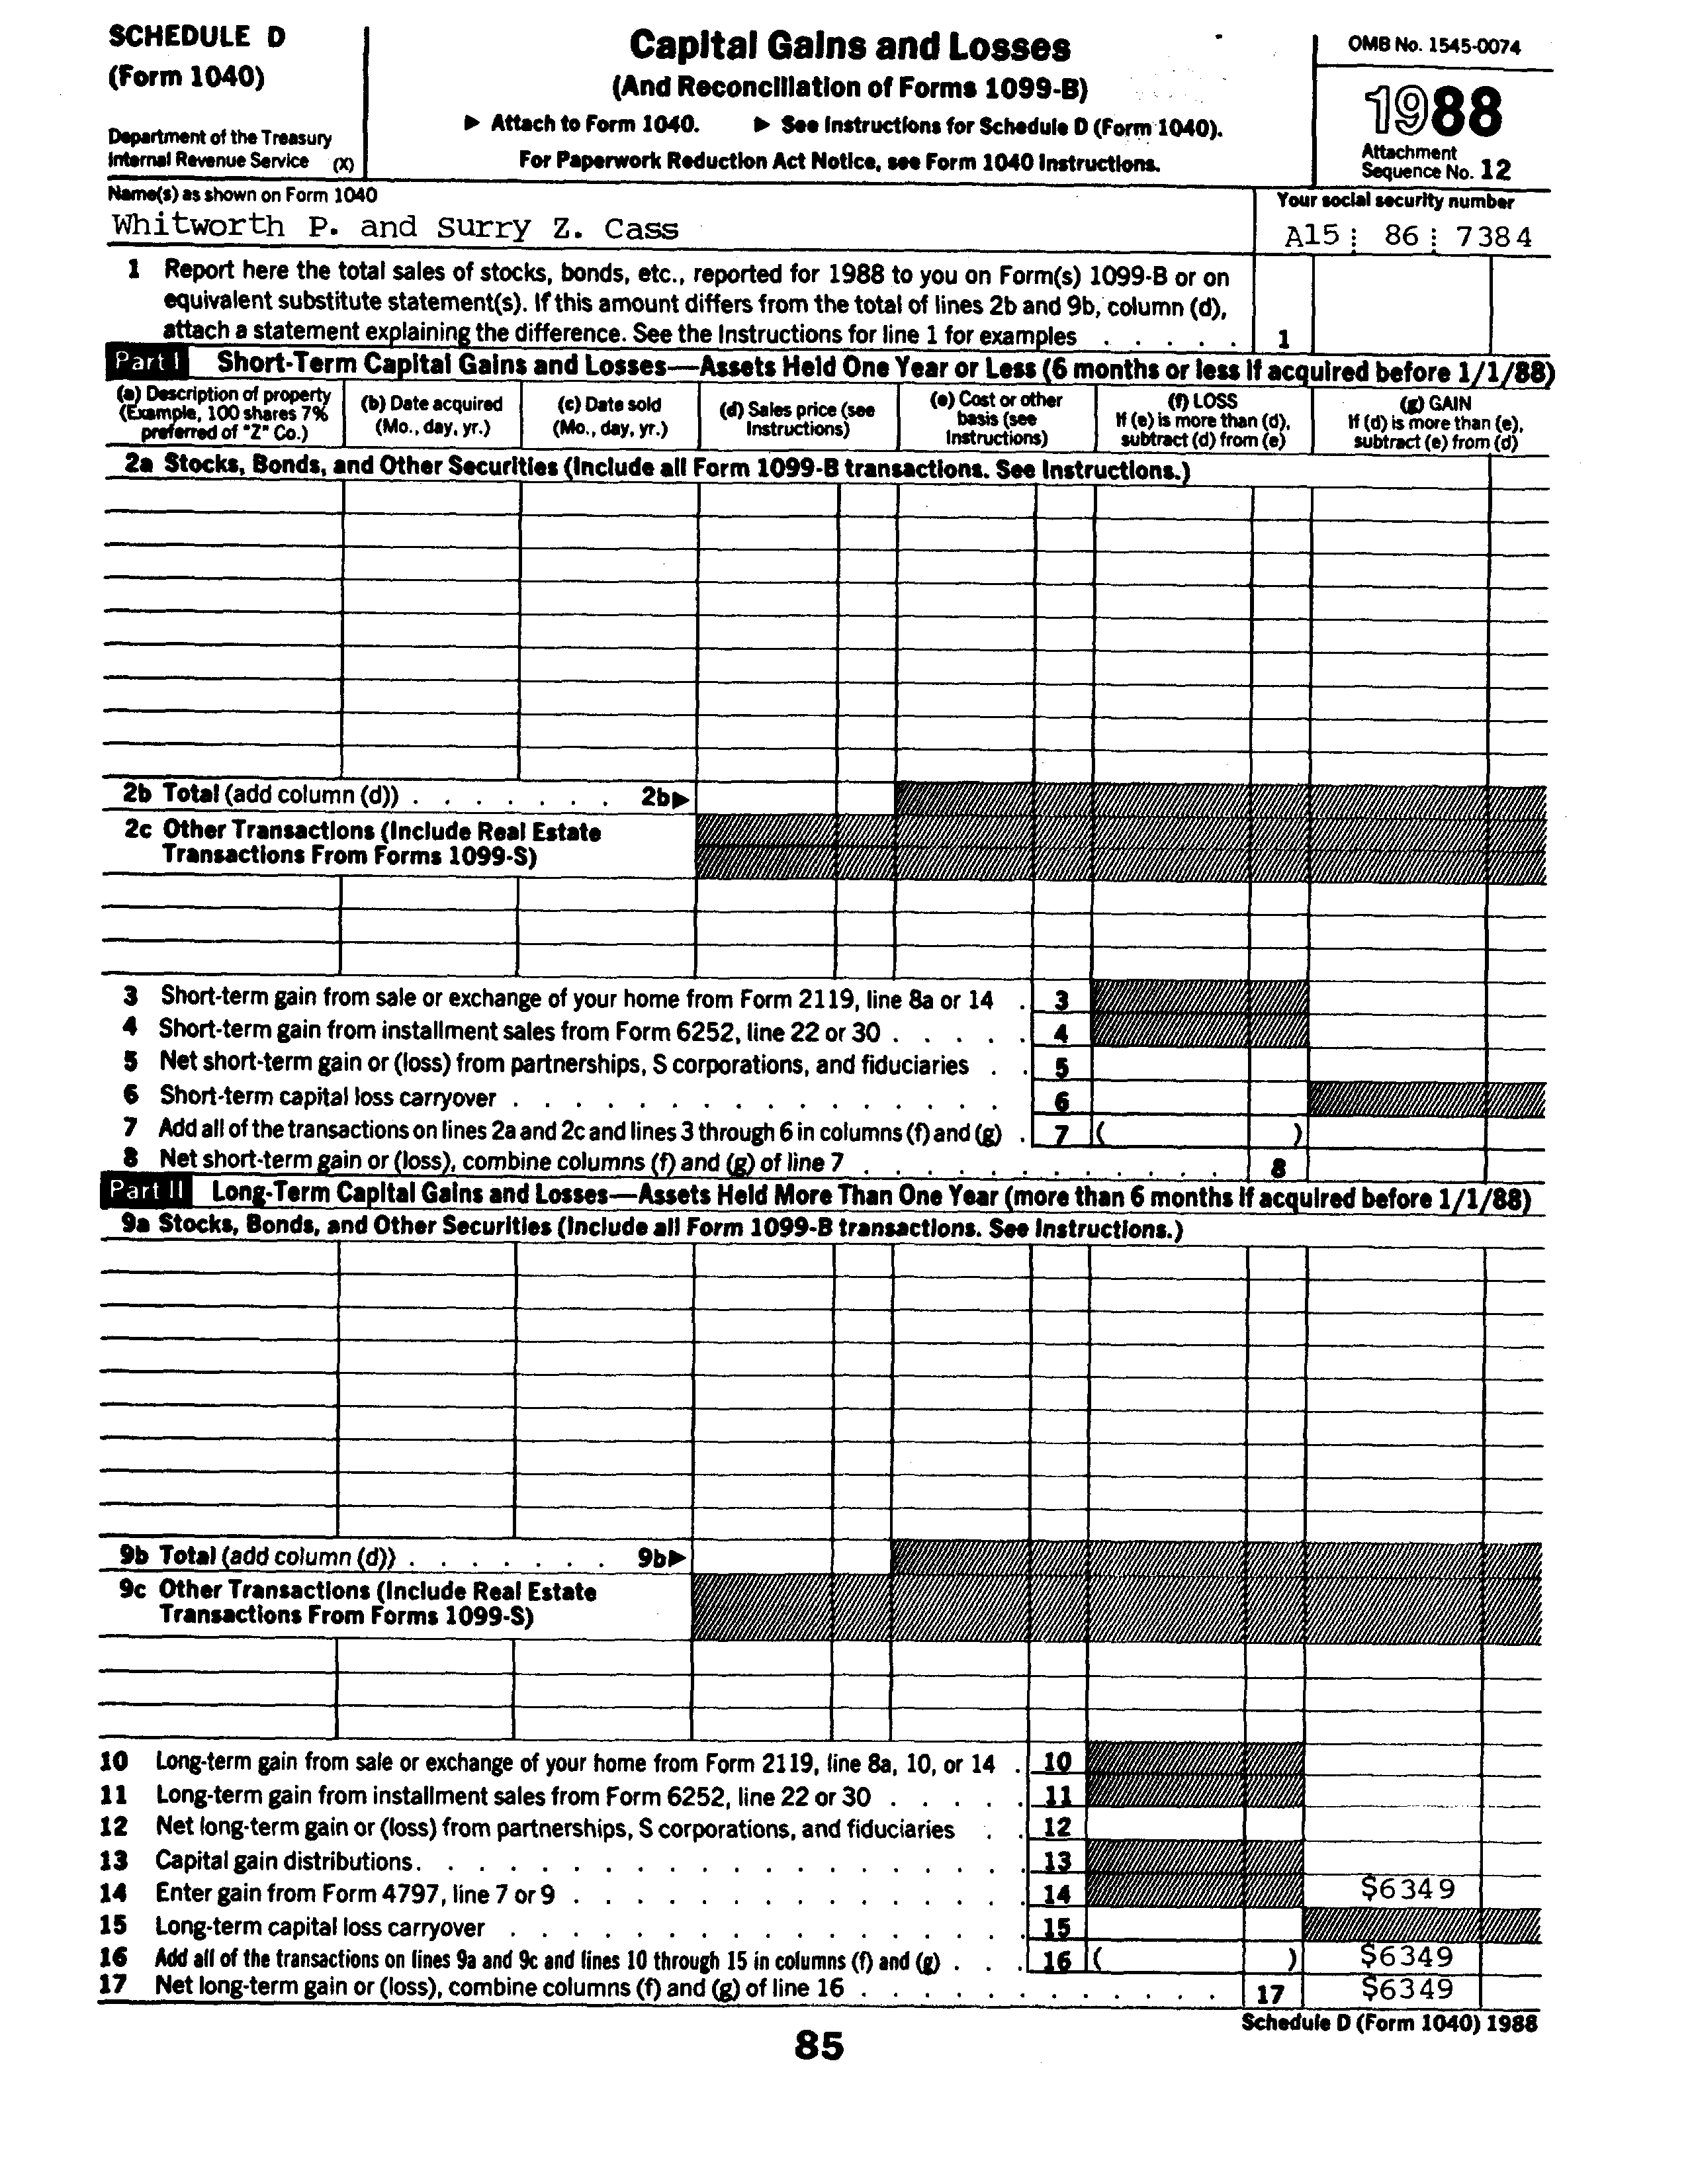 SCHEDULE D
(Form 1040)
Department of the Treasury
Internal Revenue Service (X)
Capital Gains and Losses
(And Reconciliation of Forms 1099-B)
▶ Attach to Form 1040. ▶ See Instructions for Schedule D (Form 1040).
For Paperwork Reduction Act Notice, see Form 1040 Instructions.
OMB No. 1545-0074
1988
Attachment
Sequence No. 12
Name(s) as shown on Form 1040
Whitworth P. and Surry Z. Cass
Your social security number
A15 86 7384
1 Report here the total sales of stocks, bonds, etc., reported for 1988 to you on Form(s) 1099-B or on
equivalent substitute statement(s). If this amount differs from the total of lines 2b and 9b, column (d),
attach a statement explaining the difference. See the Instructions for line 1 for examples . . . . . 1
Part I Short-Term Capital Gains and Losses—Assets Held One Year or Less (6 months or less if acquired before 1/1/88)
(a) Description of property
(Example, 100 shares 7%
preferred of "Z" Co.)
(b) Date acquired
(Mo., day, yr.)
(c) Date sold
(Mo., day, yr.)
(d) Sales price (see
Instructions)
(e) Cost or other
basis (see
Instructions)
(f) LOSS
If (e) is more than (d),
subtract (d) from (e)
(g) GAIN
If (d) is more than (e),
subtract (e) from (d)
2a Stocks, Bonds, and Other Securities (Include all Form 1099-B transactions. See Instructions.)
2b Total (add column (d)) . . . . . . . 2b▶
2c Other Transactions (Include Real Estate
Transactions From Forms 1099-S)
3 Short-term gain from sale or exchange of your home from Form 2119, line 8a or 14 . 3
4 Short-term gain from installment sales from Form 6252, line 22 or 30 . . . . . 4
5 Net short-term gain or (loss) from partnerships, S corporations, and fiduciaries . . 5
6 Short-term capital loss carryover . . . . . . . . . . . . . . . . 6
7 Add all of the transactions on lines 2a and 2c and lines 3 through 6 in columns (f) and (g) . 7 ( )
8 Net short-term gain or (loss), combine columns (f) and (g) of line 7 . . . . . . . . . . . . 8
Part II Long-Term Capital Gains and Losses—Assets Held More Than One Year (more than 6 months if acquired before 1/1/88)
9a Stocks, Bonds, and Other Securities (Include all Form 1099-B transactions. See Instructions.)
9b Total (add column (d)) . . . . . . . 9b▶
9c Other Transactions (Include Real Estate
Transactions From Forms 1099-S)
10 Long-term gain from sale or exchange of your home from Form 2119, line 8a, 10, or 14 . 10
11 Long-term gain from installment sales from Form 6252, line 22 or 30 . . . . . 11
12 Net long-term gain or (loss) from partnerships, S corporations, and fiduciaries . . 12
13 Capital gain distributions . . . . . . . . . . . . . . . . . . . 13
14 Enter gain from Form 4797, line 7 or 9 . . . . . . . . . . . . . . 14 $6349
15 Long-term capital loss carryover . . . . . . . . . . . . . . . . 15
16 Add all of the transactions on lines 9a and 9c and lines 10 through 15 in columns (f) and (g) . . . 16 ( ) $6349
17 Net long-term gain or (loss), combine columns (f) and (g) of line 16 . . . . . . . . . . . . 17 $6349
Schedule D (Form 1040) 1988
85